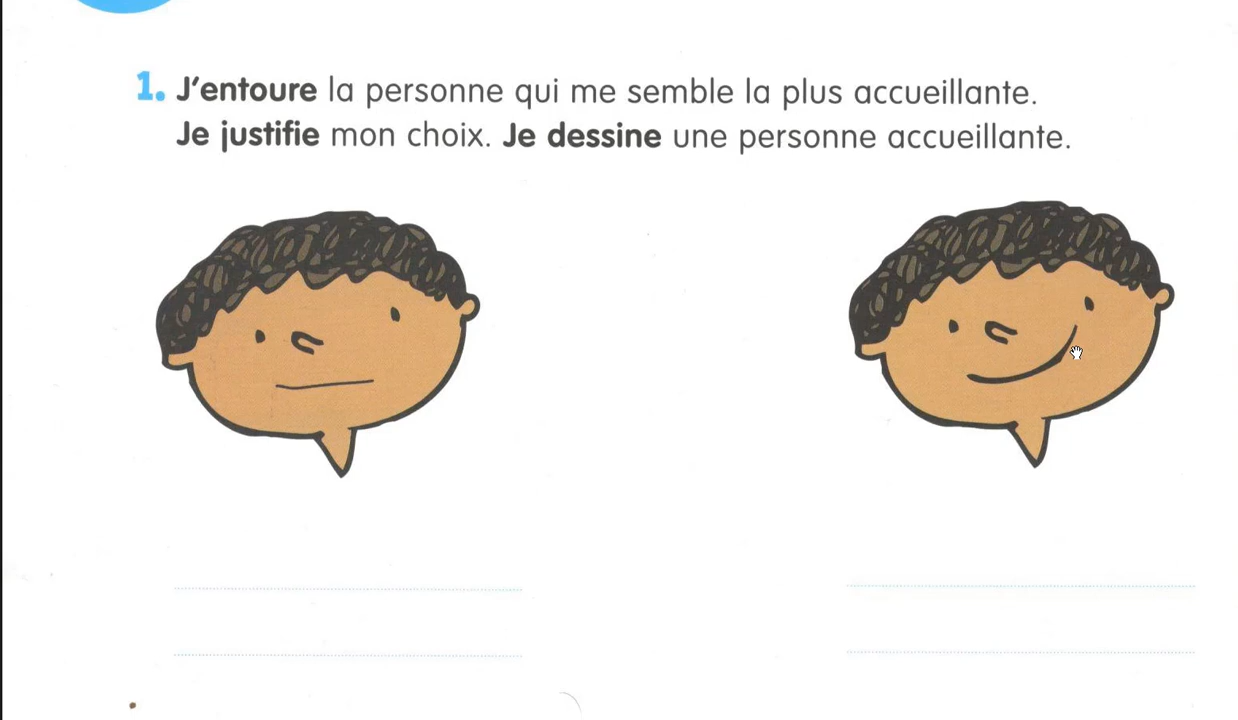 1. J'entoure la personne qui me semble la plus accueillante.
Je justifie mon choix. Je dessine une personne accueillante.